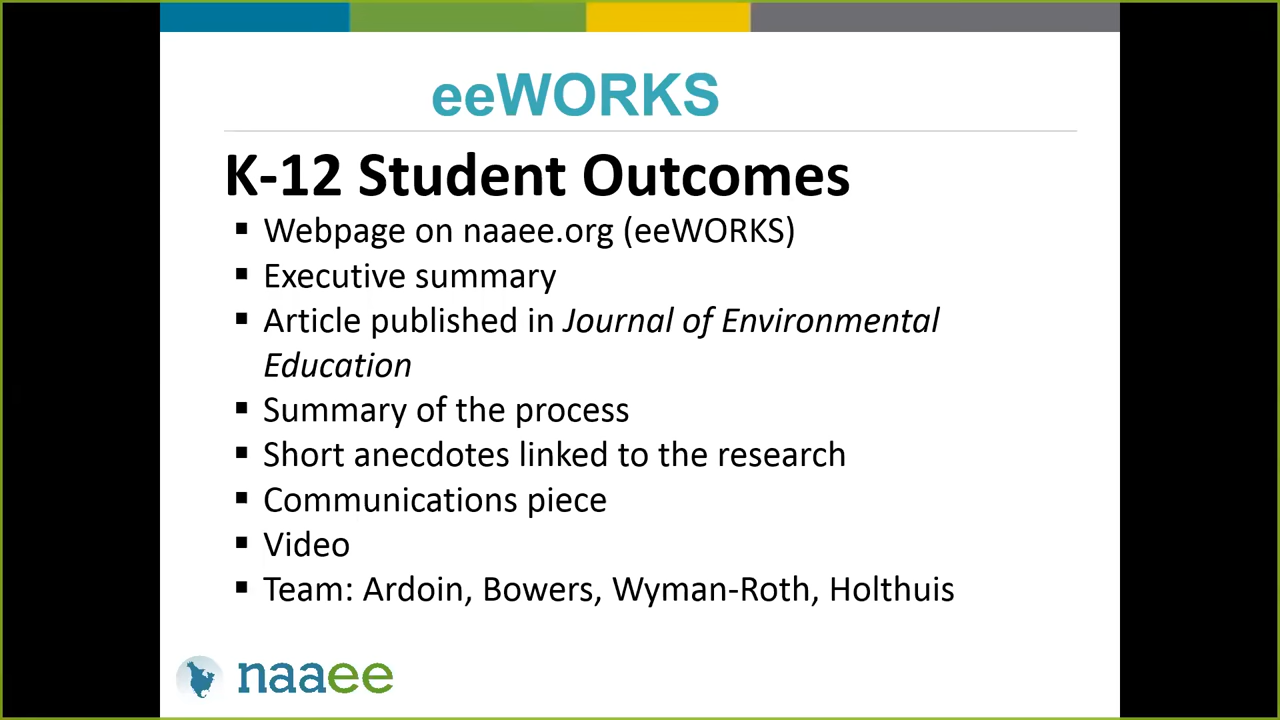 eeWORKS
K-12 Student Outcomes
▪ Webpage on naaee.org (eeWORKS)
▪ Executive summary
▪ Article published in Journal of Environmental
Education
▪ Summary of the process
▪ Short anecdotes linked to the research
▪ Communications piece
▪ Video
▪ Team: Ardoin, Bowers, Wyman-Roth, Holthuis
naaee